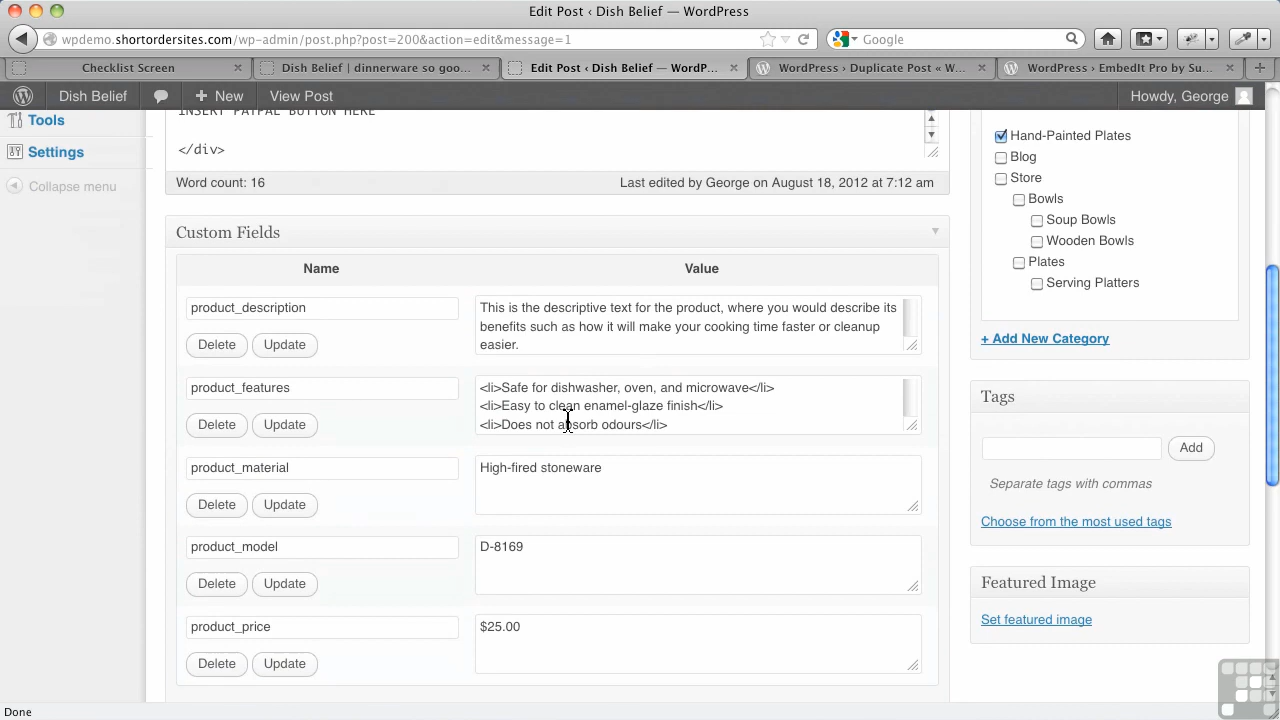 Edit Post ‹ Dish Belief — WordPress
wpdemo.shortordersites.com/wp-admin/post.php?post=200&action=edit&message=1
Google
Checklist Screen
Dish Belief | dinnerware so goo...
Edit Post ‹ Dish Belief — WordP...
WordPress › Duplicate Post « W...
WordPress › EmbedIt Pro by Su...
Dish Belief
+ New
View Post
Howdy, George
Tools
Settings
Collapse menu
INSERT PAYPAL BUTTON HERE
</div>
Word count: 16
Last edited by George on August 18, 2012 at 7:12 am
Custom Fields
Name
Value
product_description
Delete
Update
This is the descriptive text for the product, where you would describe its
benefits such as how it will make your cooking time faster or cleanup
easier.
product_features
Delete
Update
<li>Safe for dishwasher, oven, and microwave</li>
<li>Easy to clean enamel-glaze finish</li>
<li>Does not absorb odours</li>
product_material
Delete
Update
High-fired stoneware
product_model
Delete
Update
D-8169
product_price
Delete
Update
$25.00
Hand-Painted Plates
Blog
Store
Bowls
Soup Bowls
Wooden Bowls
Plates
Serving Platters
+ Add New Category
Tags
Add
Separate tags with commas
Choose from the most used tags
Featured Image
Set featured image
Done